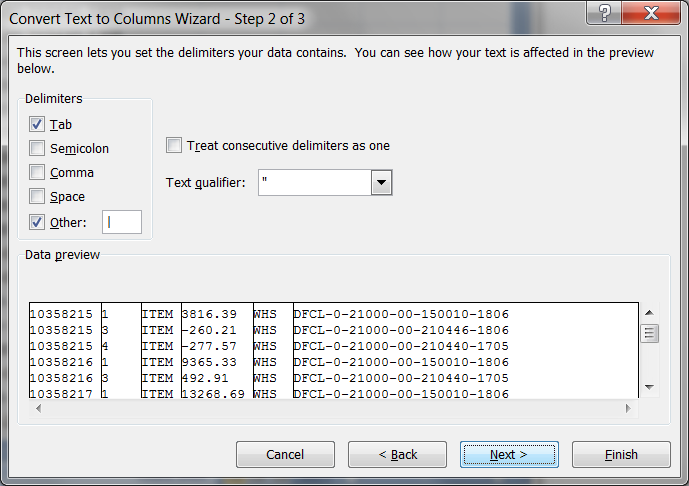 Convert Text to Columns Wizard - Step 2 of 3
This screen lets you set the delimiters your data contains. You can see how your text is affected in the preview
below.
Delimiters
Tab
Semicolon
Comma
Space
Other: |
Treat consecutive delimiters as one
Text qualifier: "
Data preview
10358215 1 ITEM 3816.39 WHS DFCL-0-21000-00-150010-1806
10358215 3 ITEM -260.21 WHS DFCL-0-21000-00-210446-1806
10358215 4 ITEM -277.57 WHS DFCL-0-21000-00-210440-1705
10358216 1 ITEM 9365.33 WHS DFCL-0-21000-00-150010-1806
10358216 3 ITEM 492.91 WHS DFCL-0-21000-00-210440-1705
10358217 1 ITEM 13268.69 WHS DFCL-0-21000-00-150010-1806
Cancel
< Back
Next >
Finish